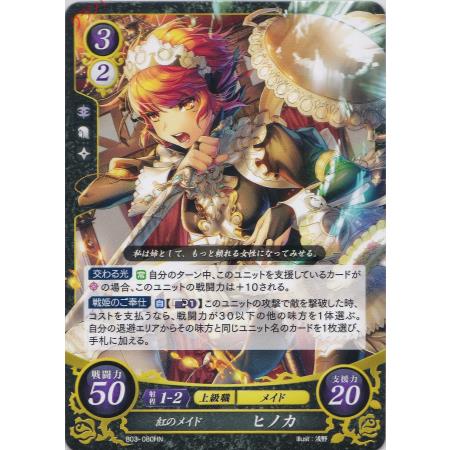 3
2
私は姉として、もっと頼れる女性になってみせる。
交わる光 常 自分のターン中、このユニットを支援しているカードが
の場合、このユニットの戦闘力は+10される。
戦姫のご奉仕 自 【1】このユニットの攻撃で敵を撃破した時、
コストを支払うなら、戦闘力が30以下の他の味方を1体選ぶ。
自分の退避エリアからその味方と同じユニット名のカードを1枚選び、
手札に加える。
戦闘力
50
射程 1-2 上級職 メイド
支援力
20
紅のメイド ヒノカ
B03-080HN
Illust:浅野